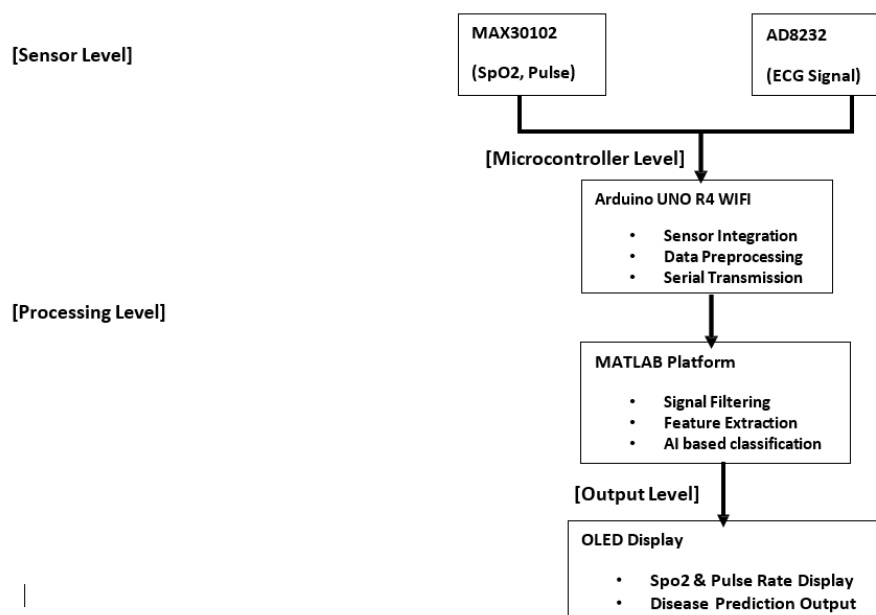 MAX30102
(SpO2, Pulse)
AD8232
(ECG Signal)
[Sensor Level]
[Microcontroller Level]
Arduino UNO R4 WIFI
• Sensor Integration
• Data Preprocessing
• Serial Transmission
[Processing Level]
MATLAB Platform
• Signal Filtering
• Feature Extraction
• AI based classification
[Output Level]
OLED Display
• Spo2 & Pulse Rate Display
• Disease Prediction Output